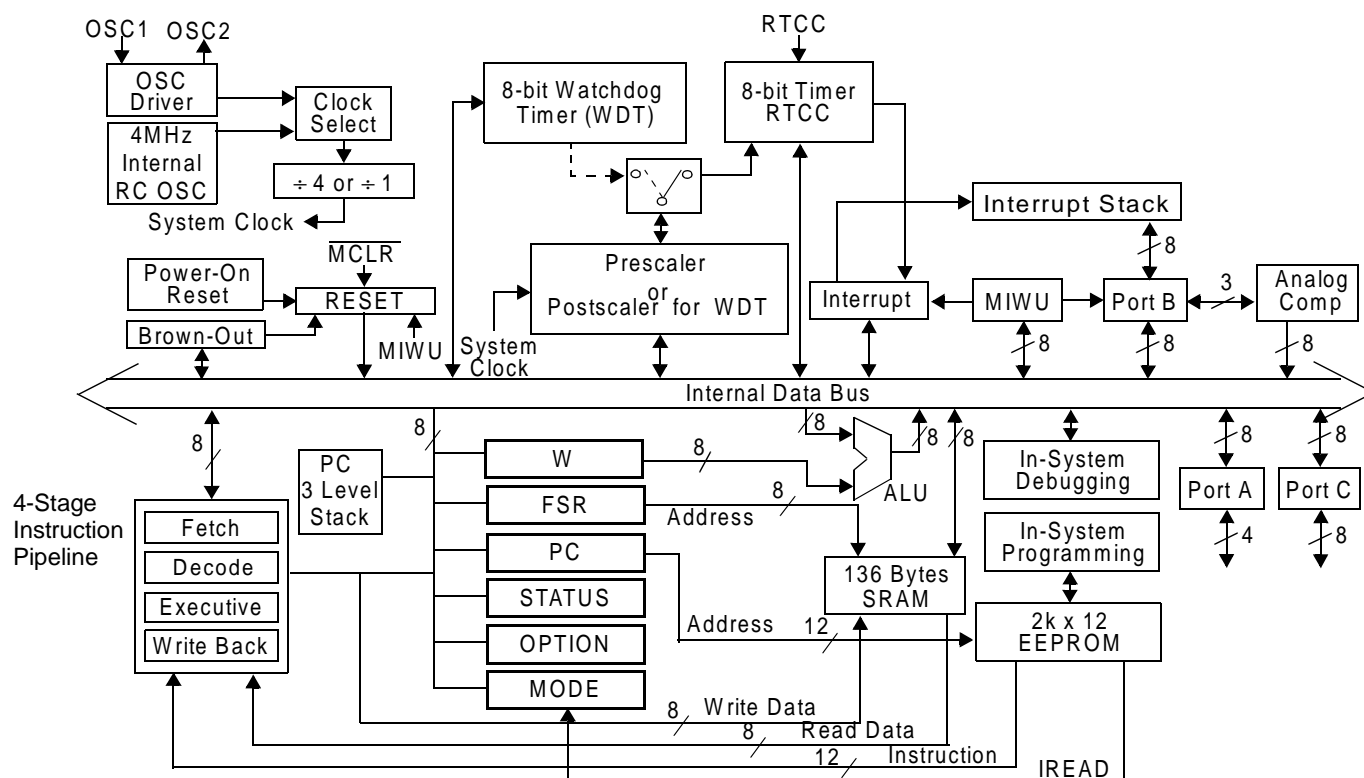 OSC1
OSC2
RTCC
OSC
Driver
Clock
Select
4MHz
Internal
RC OSC
÷ 4 or ÷ 1
System Clock
8-bit Watchdog
Timer (WDT)
8-bit Timer
RTCC
Interrupt Stack
8
MCLR
Power-On
Reset
RESET
Brown-Out
MIWU
Prescaler
or
Postscaler for WDT
System
Clock
Interrupt
MIWU
Port B
3
Analog
Comp
8
8
8
Internal Data Bus
8
8
8
8
8
8
8
PC
3 Level
Stack
W
8
ALU
In-System
Debugging
Port A
Port C
4-Stage
Instruction
Pipeline
Fetch
Decode
Executive
Write Back
FSR
Address
8
PC
STATUS
OPTION
MODE
In-System
Programming
4
8
136 Bytes
SRAM
Address
12
2k x 12
EEPROM
8
Write Data
8
Read Data
12
Instruction
IREAD